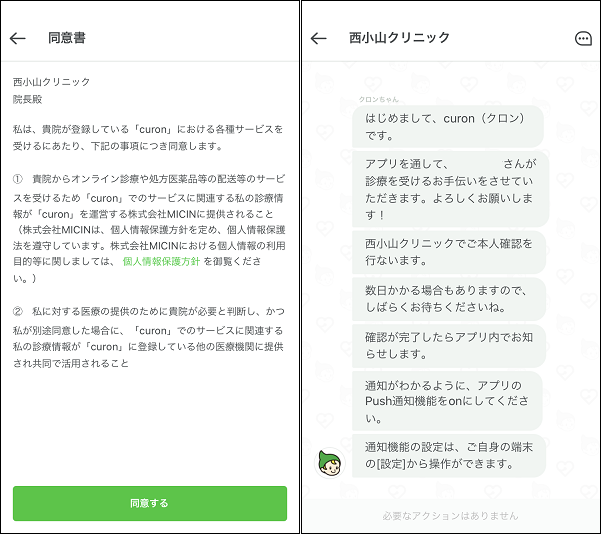 同意書
西小山クリニック
院長殿
私は、貴院が登録している「curon」における各種サービスを
受けるにあたり、下記の事項につき同意します。
① 貴院からオンライン診療や処方医薬品等の配送等のサービ
スを受けるため「curon」でのサービスに関連する私の診療情
報が「curon」を運営する株式会社MICINに提供されること
（株式会社MICINは、個人情報保護方針を定め、個人情報保護
法を遵守しています。株式会社MICINにおける個人情報の利用
目的等に関しましては、 個人情報保護方針 を御覧くださ
い。）
② 私に対する医療の提供のために貴院が必要と判断し、かつ
私が別途同意した場合に、「curon」でのサービスに関連する
私の診療情報が「curon」に登録している他の医療機関に提供
され共同で活用されること
同意する
西小山クリニック
クロンちゃん
はじめまして、curon（クロン）
です。
アプリを通して、 さんが
診療を受けるお手伝いをさせてい
ただきます。よろしくお願いしま
す！
西小山クリニックでご本人確認を
行ないます。
数日かかる場合もありますので、
しばらくお待ちくださいね。
確認が完了したらアプリ内でお知
らせします。
通知がわかるように、アプリの
Push通知機能をonにしてくださ
い。
通知機能の設定は、ご自身の端末
の[設定]から操作ができます。
必要なアクションはありません